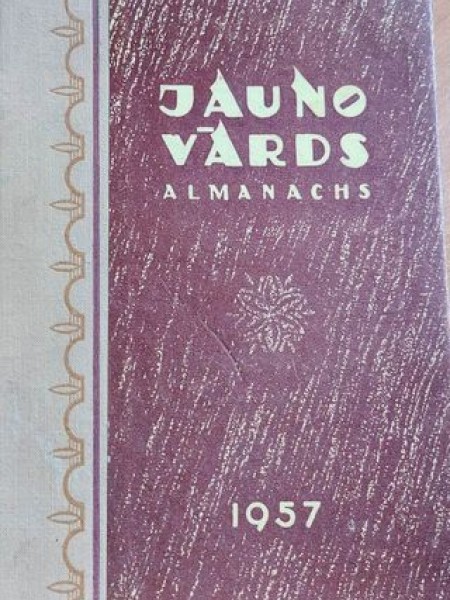 JAUNO
VĀRDS
ALMANACHS
1957